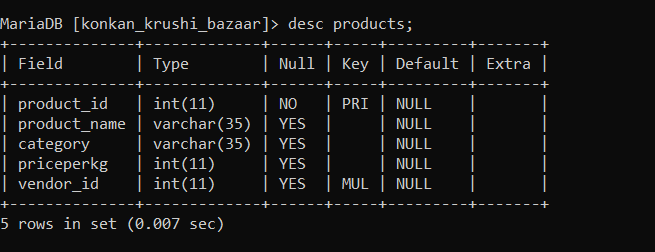 MariaDB [konkan_krushi_bazaar]> desc products;
+--------------+-------------+------+-----+---------+-------+
| Field        | Type        | Null | Key | Default | Extra |
+--------------+-------------+------+-----+---------+-------+
| product_id   | int(11)     | NO   | PRI | NULL    |       |
| product_name | varchar(35) | YES  |     | NULL    |       |
| category     | varchar(35) | YES  |     | NULL    |       |
| priceperkg   | int(11)     | YES  |     | NULL    |       |
| vendor_id    | int(11)     | YES  | MUL | NULL    |       |
+--------------+-------------+------+-----+---------+-------+
5 rows in set (0.007 sec)